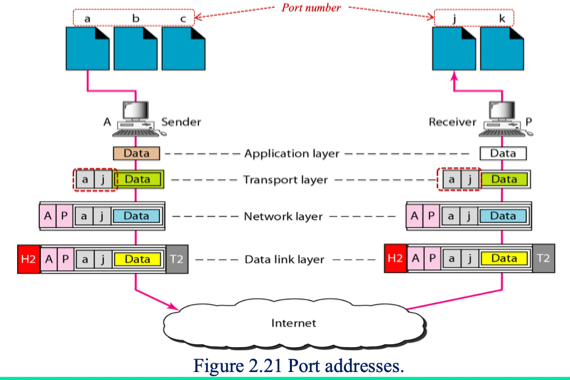 Port number
a b c
j k
A Sender
Receiver P
Data Application layer Data
a j Data Transport layer a j Data
A P a j Data Network layer A P a j Data
H2 A P a j Data T2 Data link layer H2 A P a j Data T2
Internet
Figure 2.21 Port addresses.